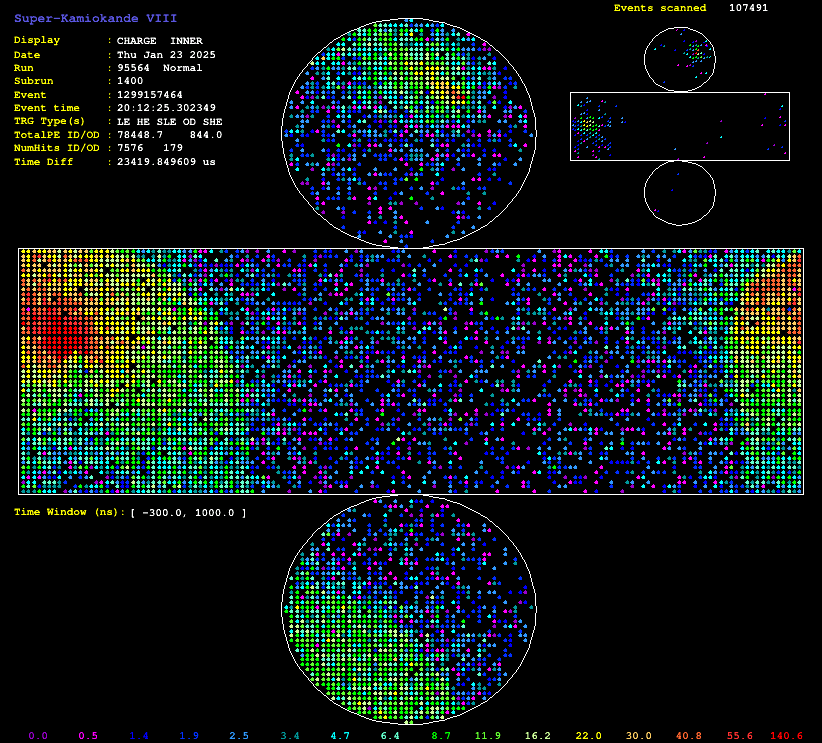 Super-Kamiokande VIII
Events scanned 107491
Display : CHARGE INNER
Date : Thu Jan 23 2025
Run : 95564 Normal
Subrun : 1400
Event : 1299157464
Event time : 20:12:25.302349
TRG Type(s) : LE HE SLE OD SHE
TotalPE ID/OD : 78448.7 844.0
NumHits ID/OD : 7576 179
Time Diff : 23419.849609 us
Time Window (ns): [ -300.0, 1000.0 ]
0.0 0.5 1.4 1.9 2.5 3.4 4.7 6.4 8.7 11.9 16.2 22.0 30.0 40.8 55.6 140.6